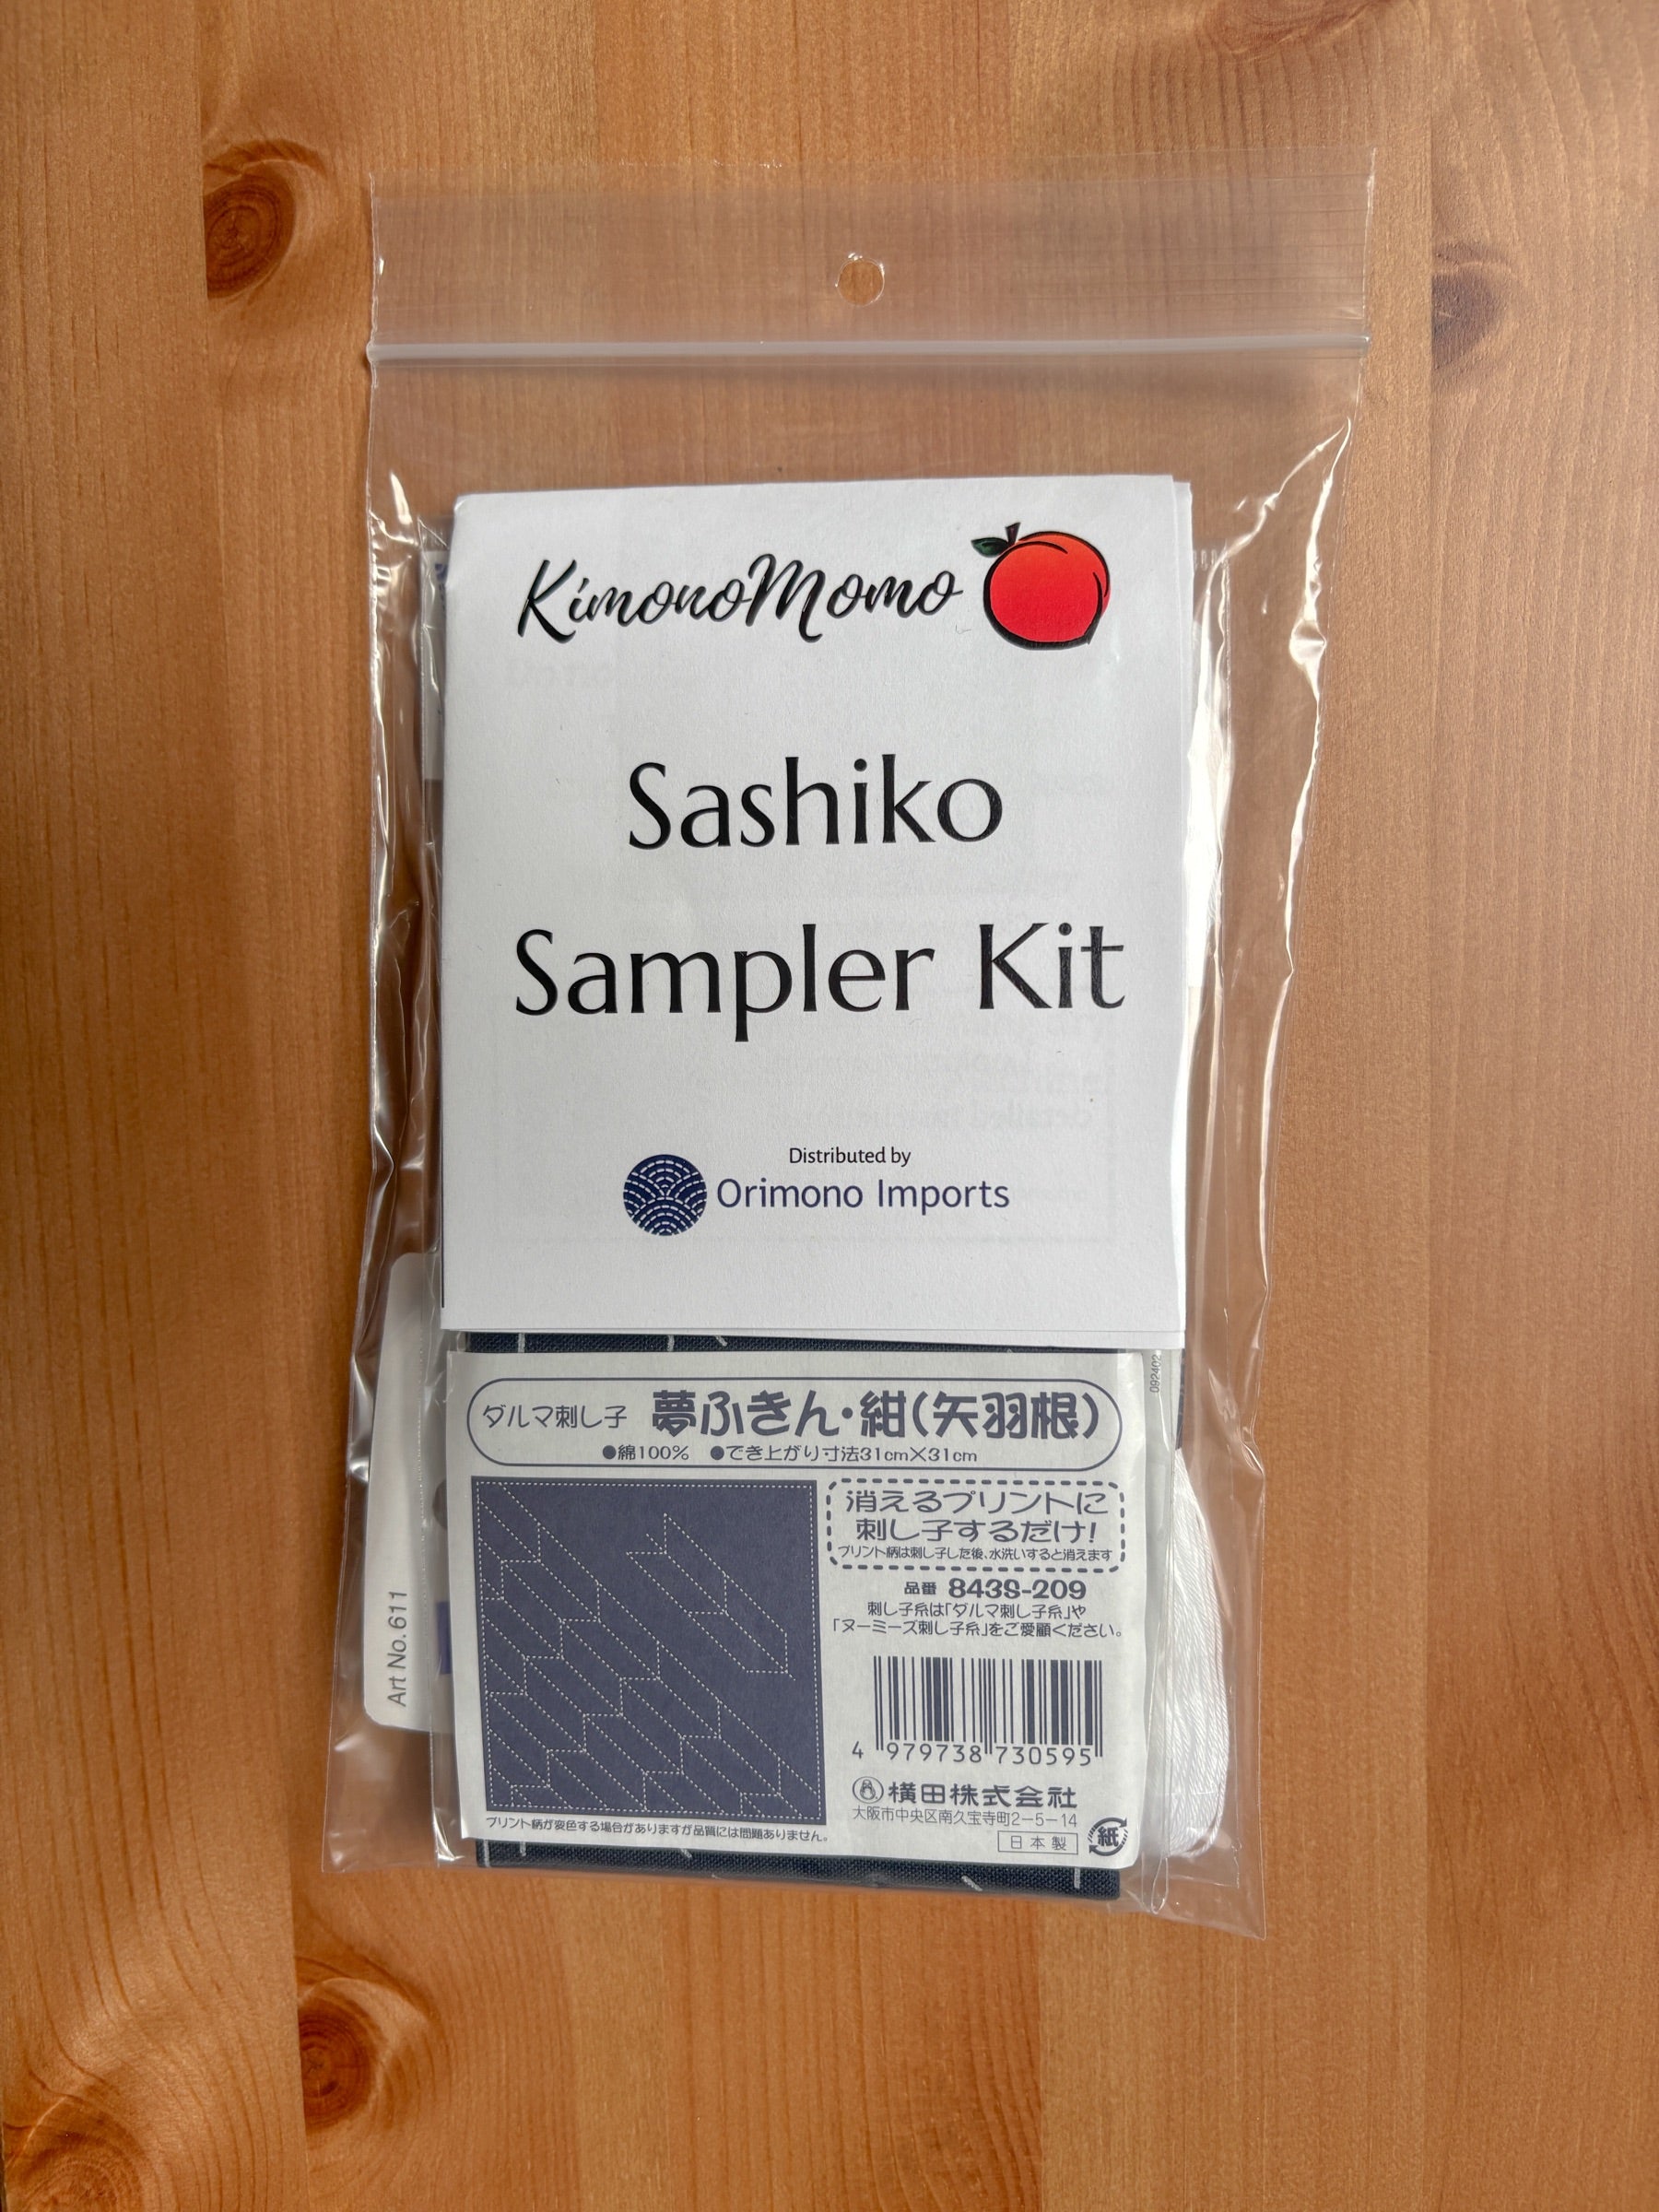 KimonoMomo
Sashiko
Sampler Kit
Distributed by
Orimono Imports
092402
ダルマ刺し子 夢ふきん・紺(矢羽根)
●綿100% ●でき上がり寸法31cm×31cm
消えるプリントに
刺し子するだけ!
プリント柄は刺し子した後、水洗いすると消えます
品番 8439-209
刺し子糸は「ダルマ刺し子糸」や
「ヌーミーズ刺し子糸」をご愛顧ください。
4 979738 730595
横田株式会社
大阪市中央区南久宝寺町2-5-14
日本製
紙
プリント柄が変色する場合がありますが品質には問題ありません。
Art No. 611